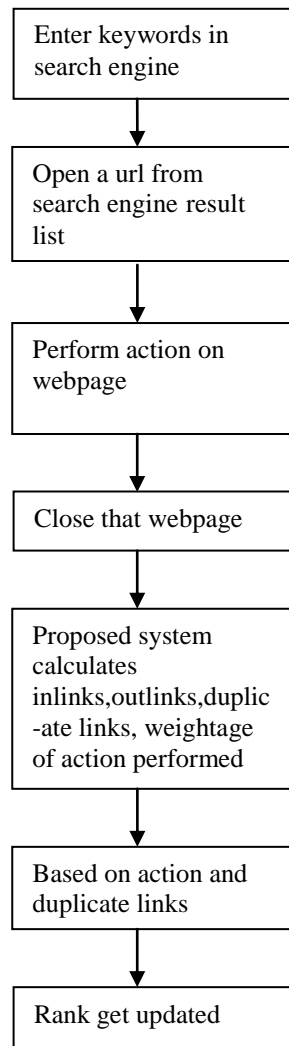 Enter keywords in
search engine
Open a url from
search engine result
list
Perform action on
webpage
Close that webpage
Proposed system
calculates
inlinks,outlinks,duplic
-ate links, weightage
of action performed
Based on action and
duplicate links
Rank get updated